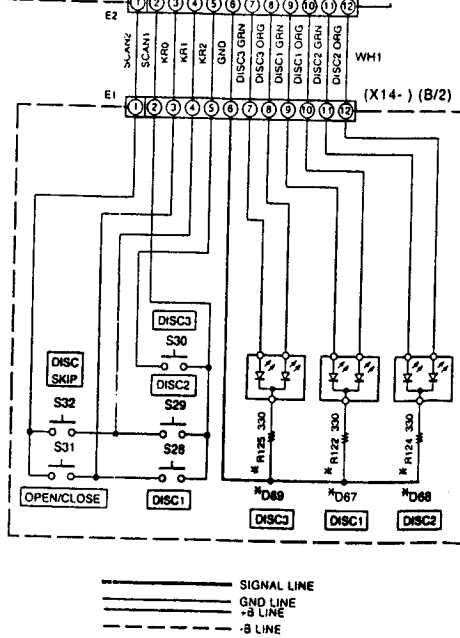 E2
1 2 3 4 5 6 7 8 9 10 11 12
SCAN2
SCAN1
KR0
KR1
KR2
GND
DISC3 GRN
DISC3 ORG
DISC1 GRN
DISC1 ORG
DISC2 GRN
DISC2 ORG
WH1
E1
(X14- ) (B/2)
1 2 3 4 5 6 7 8 9 10 11 12
DISC3
S30
DISC SKIP
DISC2
S32
S29
S31
S28
OPEN/CLOSE
DISC1
R125 330
R122 330
R124 330
*
*
*
*D69
*D67
*D68
DISC3
DISC1
DISC2
SIGNAL LINE
GND LINE
+B LINE
-B LINE